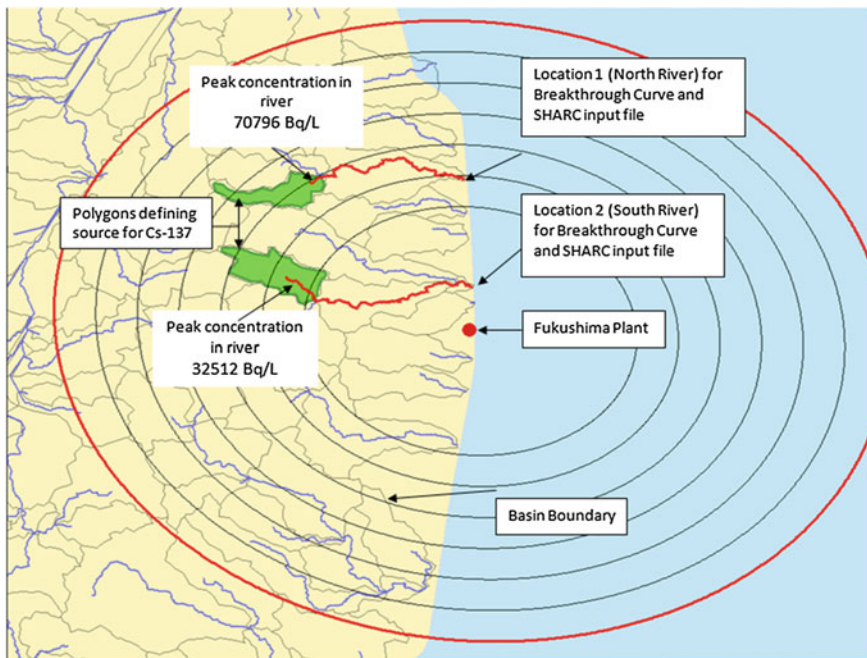 Peak concentration in
river
70796 Bq/L
Location 1 (North River) for
Breakthrough Curve and
SHARC input file
Polygons defining
source for Cs-137
Location 2 (South River)
for Breakthrough Curve
and SHARC input file
Peak concentration
in river
32512 Bq/L
Fukushima Plant
Basin Boundary